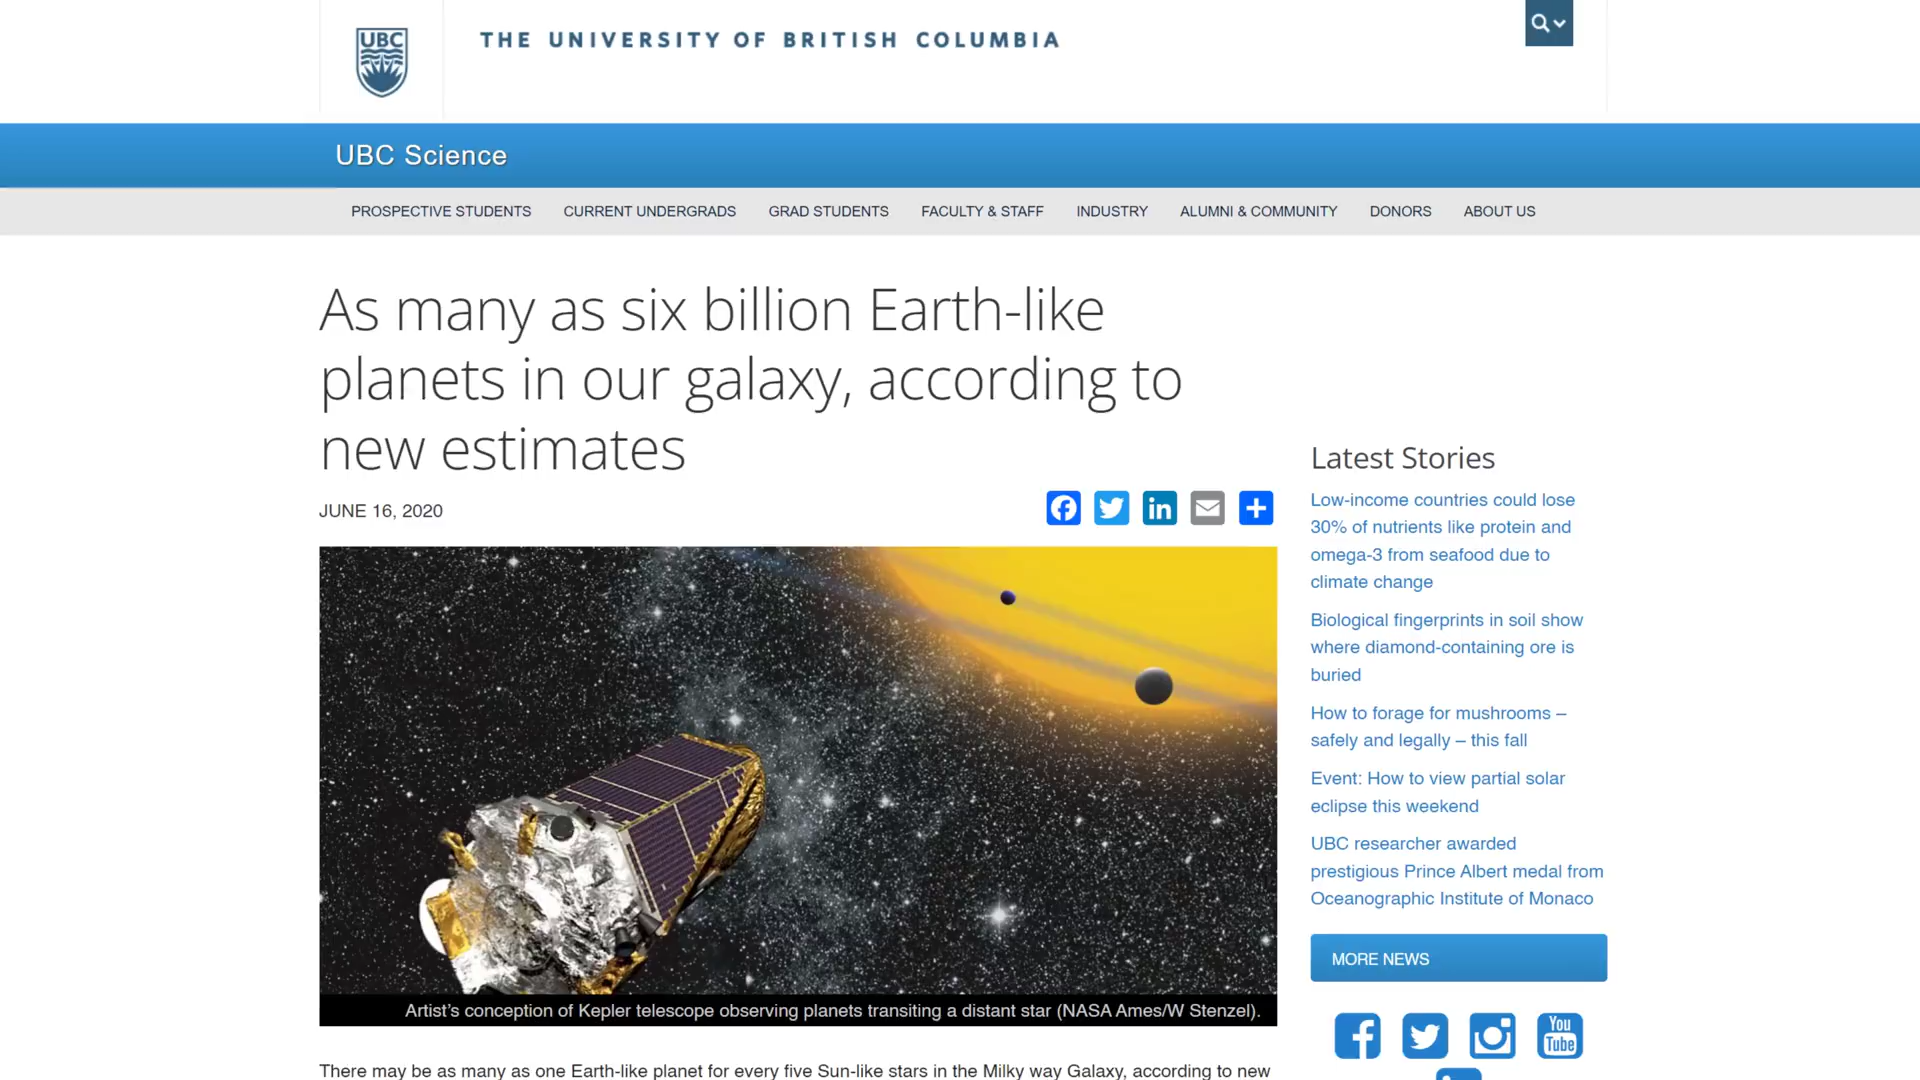 UBC
THE UNIVERSITY OF BRITISH COLUMBIA
UBC Science
PROSPECTIVE STUDENTS CURRENT UNDERGRADS GRAD STUDENTS FACULTY & STAFF INDUSTRY ALUMNI & COMMUNITY DONORS ABOUT US
As many as six billion Earth-like
planets in our galaxy, according to
new estimates
JUNE 16, 2020
Artist's conception of Kepler telescope observing planets transiting a distant star (NASA Ames/W Stenzel).
There may be as many as one Earth-like planet for every five Sun-like stars in the Milky way Galaxy, according to new
Latest Stories
Low-income countries could lose
30% of nutrients like protein and
omega-3 from seafood due to
climate change
Biological fingerprints in soil show
where diamond-containing ore is
buried
How to forage for mushrooms –
safely and legally – this fall
Event: How to view partial solar
eclipse this weekend
UBC researcher awarded
prestigious Prince Albert medal from
Oceanographic Institute of Monaco
MORE NEWS
You
Tube